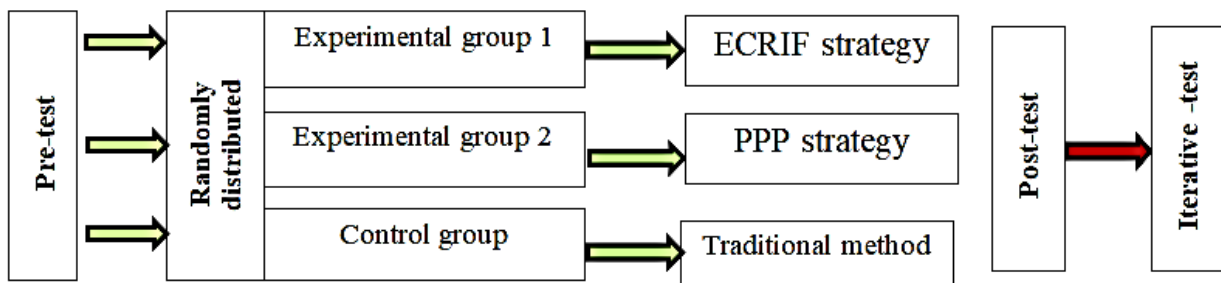 Pre-test
Randomly
distributed
Experimental group 1
ECRIF strategy
Experimental group 2
PPP strategy
Control group
Traditional method
Post-test
Iterative -test